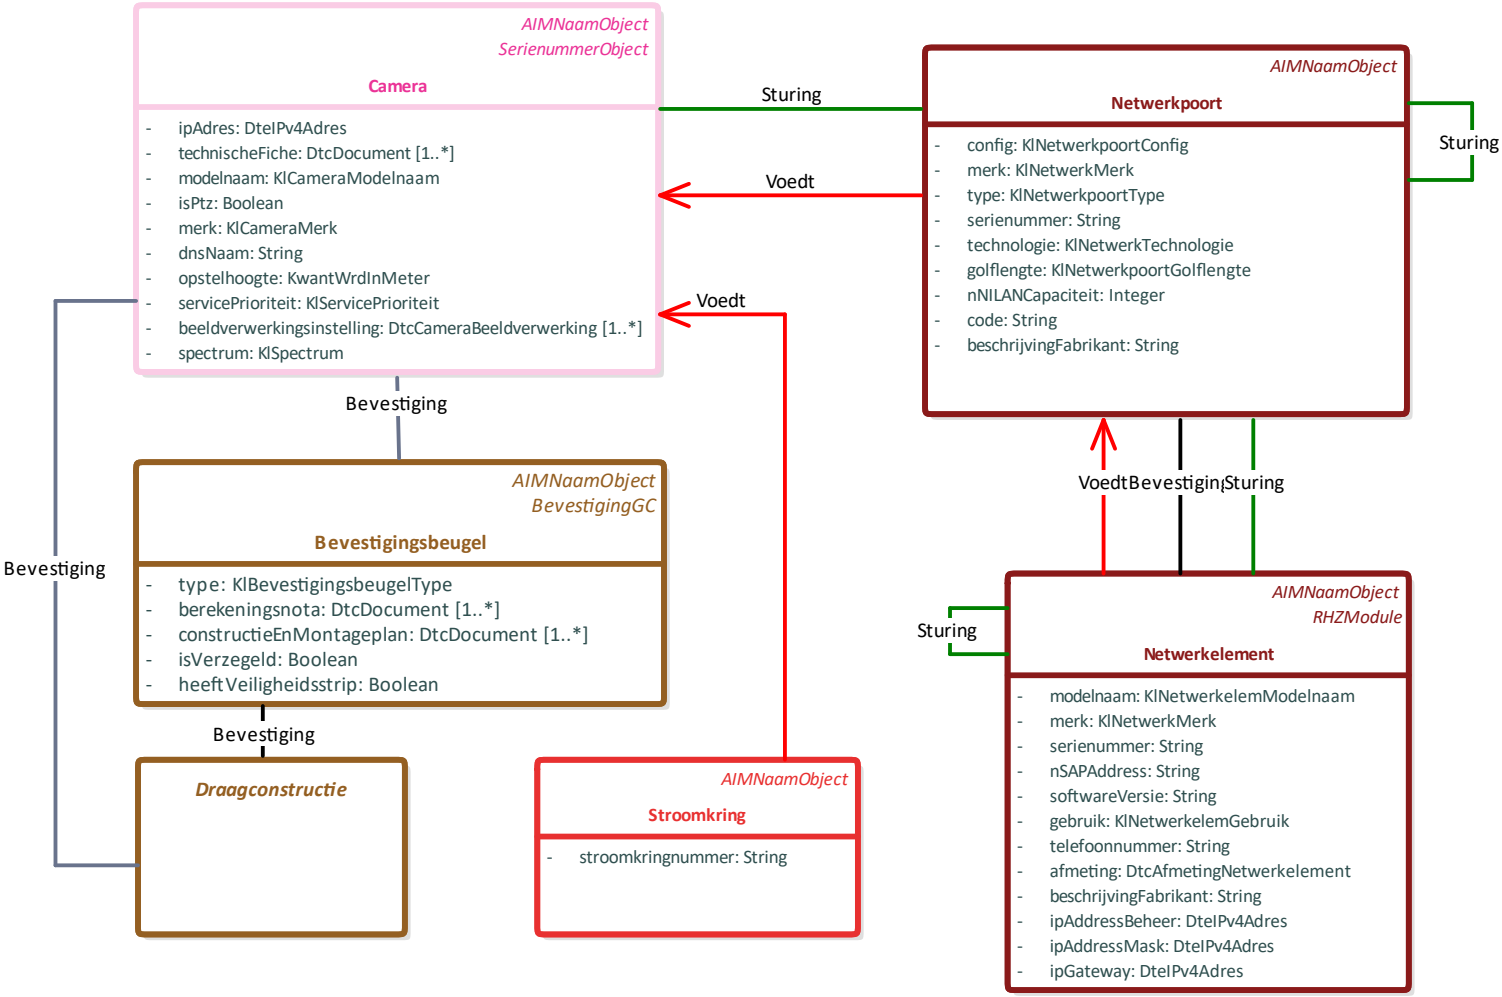 AIMNaamObject
SerienummerObject
Camera
- ipAdres: DteIPv4Adres
- technischeFiche: DtcDocument [1..*]
- modelnaam: KlCameraModelnaam
- isPtz: Boolean
- merk: KlCameraMerk
- dnsNaam: String
- opstelhoogte: KwantWrdInMeter
- servicePrioriteit: KlServicePrioriteit
- beeldverwerkingsinstelling: DtcCameraBeeldverwerking [1..*]
- spectrum: KlSpectrum
Sturing
Voedt
Voedt
AIMNaamObject
Netwerkpoort
- config: KlNetwerkpoortConfig
- merk: KlNetwerkMerk
- type: KlNetwerkpoortType
- serienummer: String
- technologie: KlNetwerkTechnologie
- golflengte: KlNetwerkpoortGolflengte
- nNILANCapaciteit: Integer
- code: String
- beschrijvingFabrikant: String
Sturing
Bevestiging
Bevestiging
AIMNaamObject
BevestigingGC
Bevestigingsbeugel
- type: KlBevestigingsbeugelType
- berekeningsnota: DtcDocument [1..*]
- constructieEnMontageplan: DtcDocument [1..*]
- isVerzegeld: Boolean
- heeftVeiligheidsstrip: Boolean
Bevestiging
Draagconstructie
AIMNaamObject
Stroomkring
- stroomkringnummer: String
Voedt Bevestiging Sturing
Sturing
AIMNaamObject
RHZModule
Netwerkelement
- modelnaam: KlNetwerkelemModelnaam
- merk: KlNetwerkMerk
- serienummer: String
- nSAPAddress: String
- softwareVersie: String
- gebruik: KlNetwerkelemGebruik
- telefoonnummer: String
- afmeting: DtcAfmetingNetwerkelement
- beschrijvingFabrikant: String
- ipAddressBeheer: DteIPv4Adres
- ipAddressMask: DteIPv4Adres
- ipGateway: DteIPv4Adres